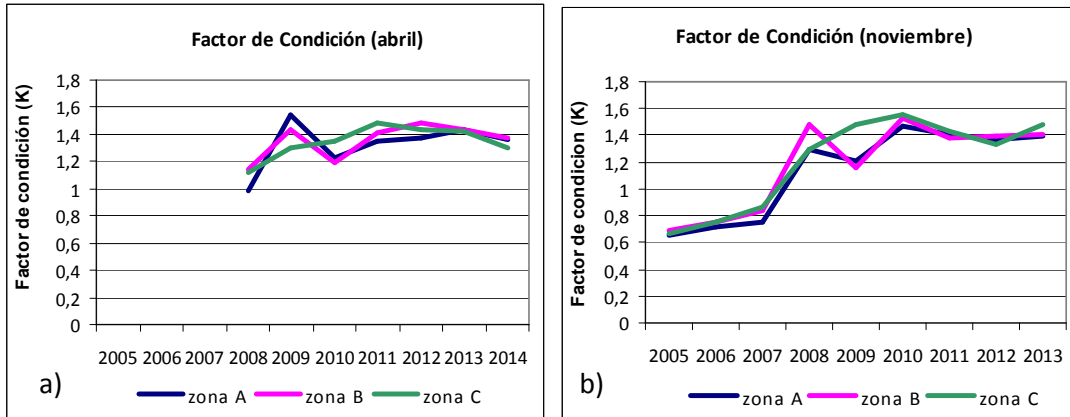 Factor de Condición (abril)
Factor de condición (K)
1,8
1,6
1,4
1,2
1
0,8
0,6
0,4
0,2
0
2005 2006 2007 2008 2009 2010 2011 2012 2013 2014
a)
zona A zona B zona C
Factor de Condición (noviembre)
Factor de condicion (K)
1,8
1,6
1,4
1,2
1
0,8
0,6
0,4
0,2
0
2005 2006 2007 2008 2009 2010 2011 2012 2013
b)
zona A zona B zona C